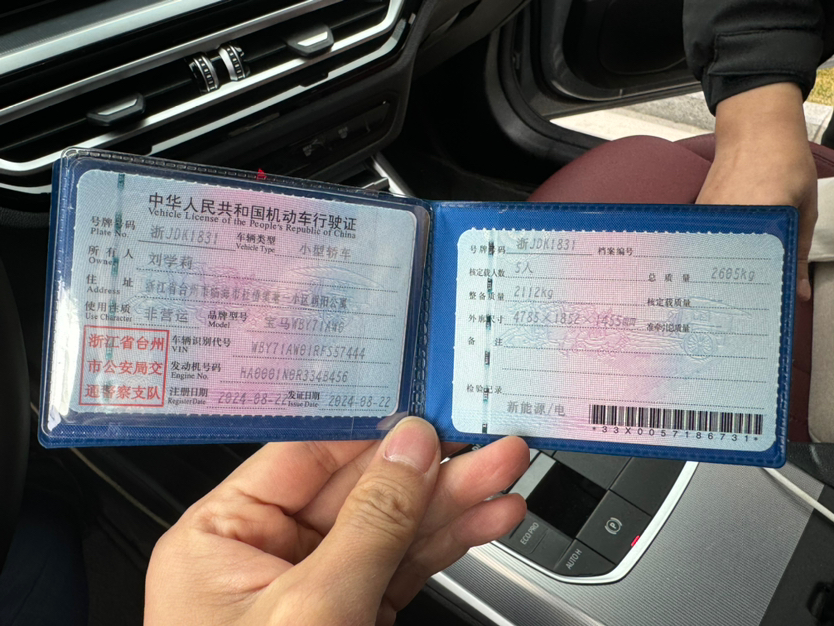 中华人民共和国机动车行驶证
Vehicle License of the People's Republic of China
号牌号码 浙JDK1831 车辆类型 小型轿车
Plate No. Vehicle Type
所有人 刘学莉
Owner
住址 浙江省台州市临海市杜桥
Address
使用性质 非营运 品牌型号 宝马WBY71AW0
Use Character Model
浙江省台州
市公安局交
通警察支队
车辆识别代号 WBY71AW01RFS57444
VIN
发动机号码 HA0001N0R3348456
Engine No.
注册日期 2024-08-22 发证日期 2024-08-22
Register Date Issue Date
号牌号码 浙JDK1831 档案编号
核定载人数 5人 总质量 2605kg
整备质量 2112kg 核定载质量
外廓尺寸 4785×1852×1455mm 准牵引总质量
备注
检验记录
新能源/电
*33X0057186731*
ECO PRO
AUTO H
P